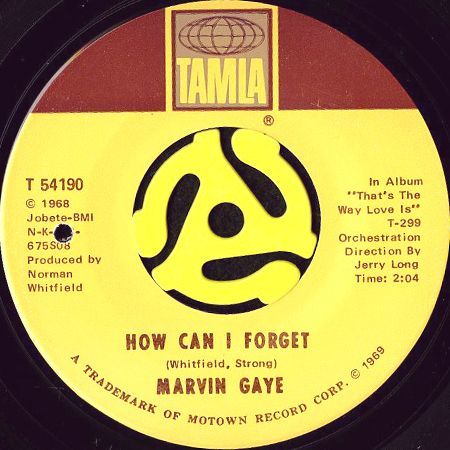 TAMLA
®
T 54190
© 1968
Jobete-BMI
N-K-
675S08
Produced by
Norman
Whitfield
In Album
"That's The
Way Love Is"
T-299
Orchestration
Direction By
Jerry Long
Time: 2:04
HOW CAN I FORGET
(Whitfield, Strong)
MARVIN GAYE
A TRADEMARK OF MOTOWN RECORD CORP. © 1969